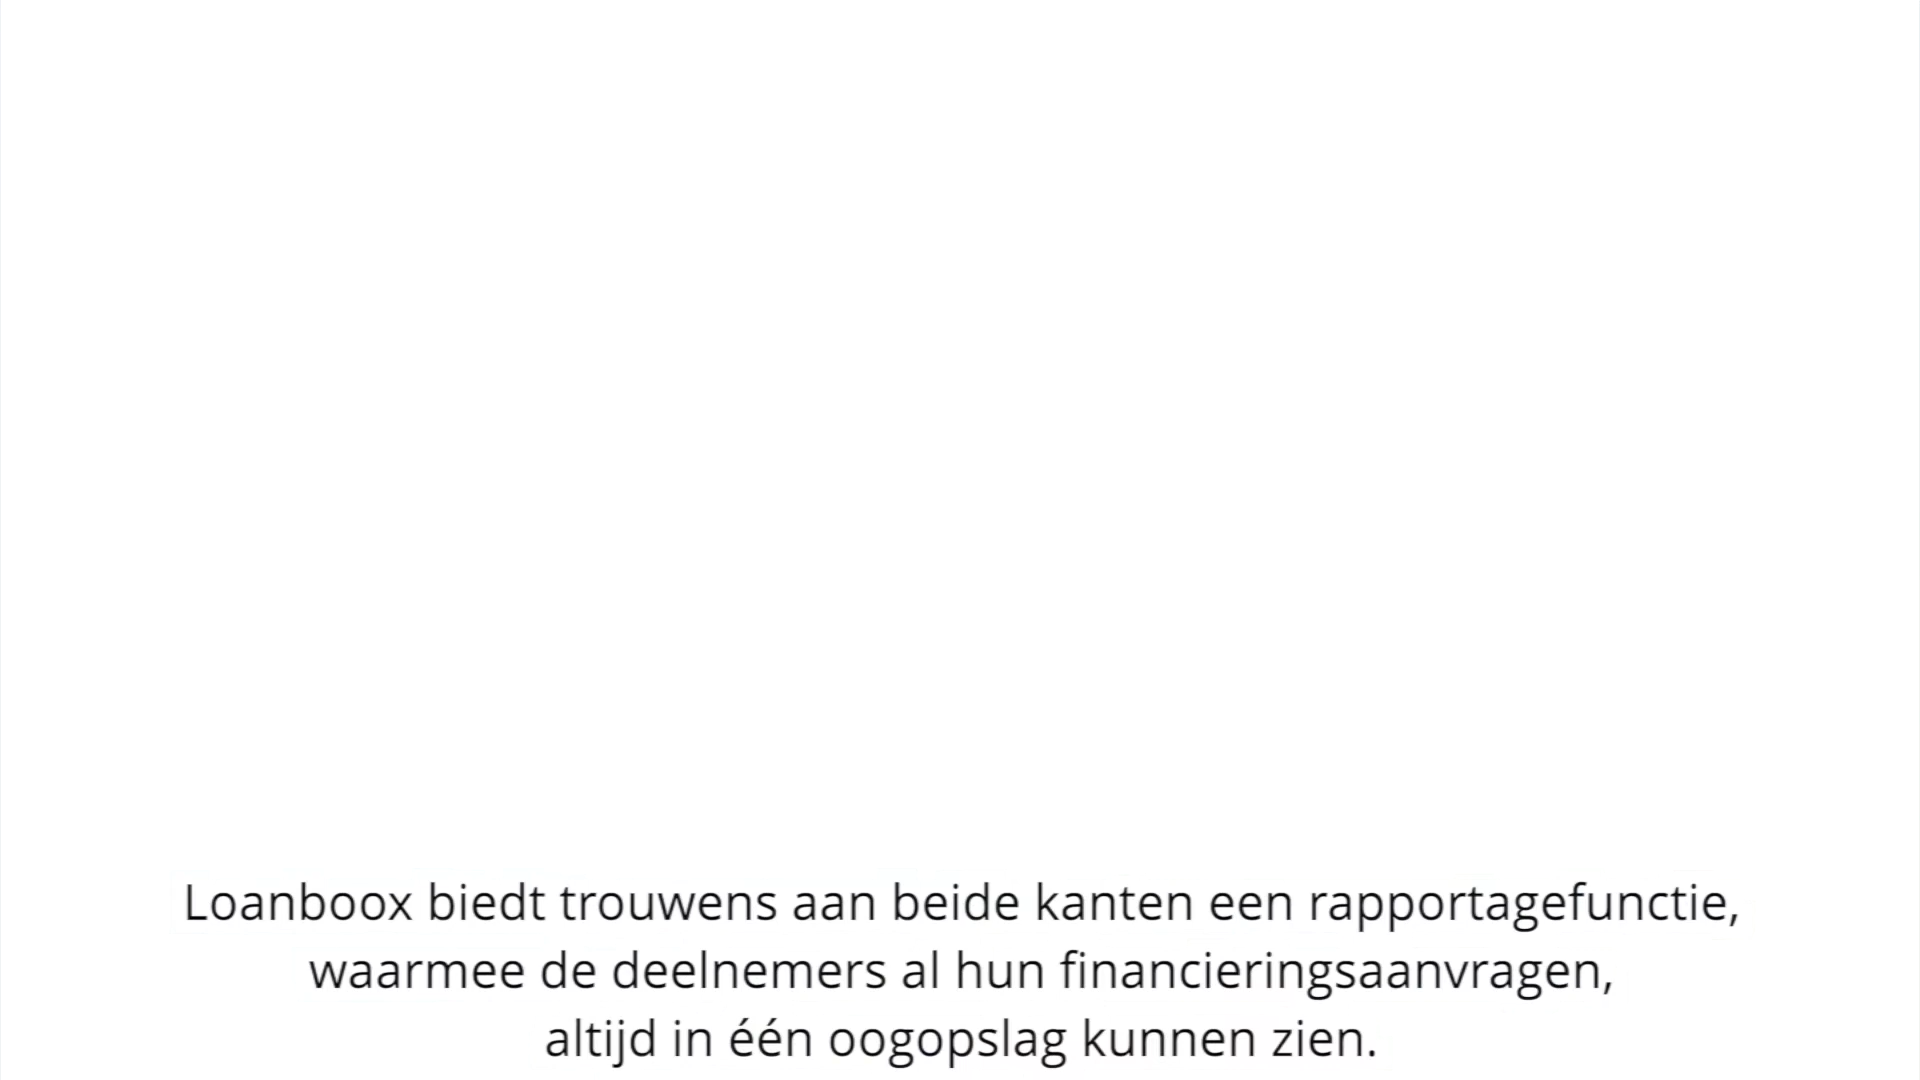 Loanboox biedt trouwens aan beide kanten een rapportagefunctie,
waarmee de deelnemers al hun financieringsaanvragen,
altijd in één oogopslag kunnen zien.